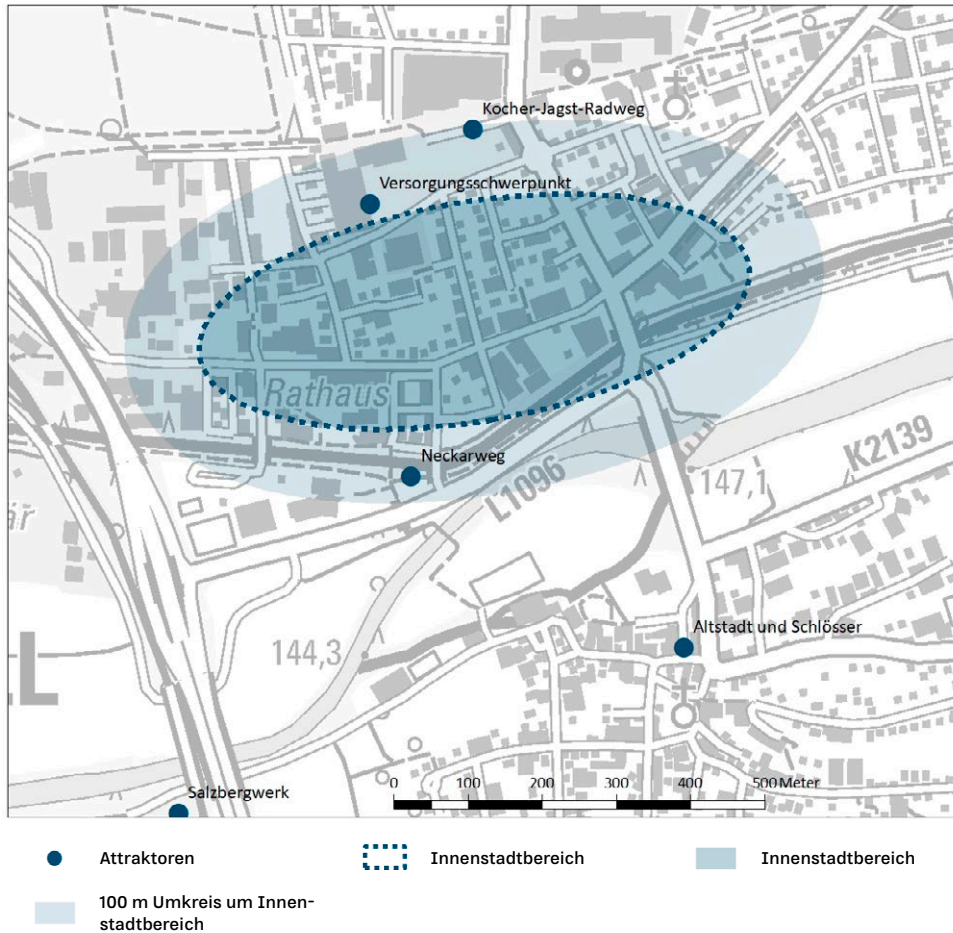 Kocher-Jagst-Radweg
Versorgungsschwerpunkt
Rathaus
Neckarweg
L1096
K2139
147,1
är
Altstadt und Schlösser
144,3
L
Salzbergwerk
0 100 200 300 400 500 Meter
Attraktoren
Innenstadtbereich
Innenstadtbereich
100 m Umkreis um Innen-
stadtbereich